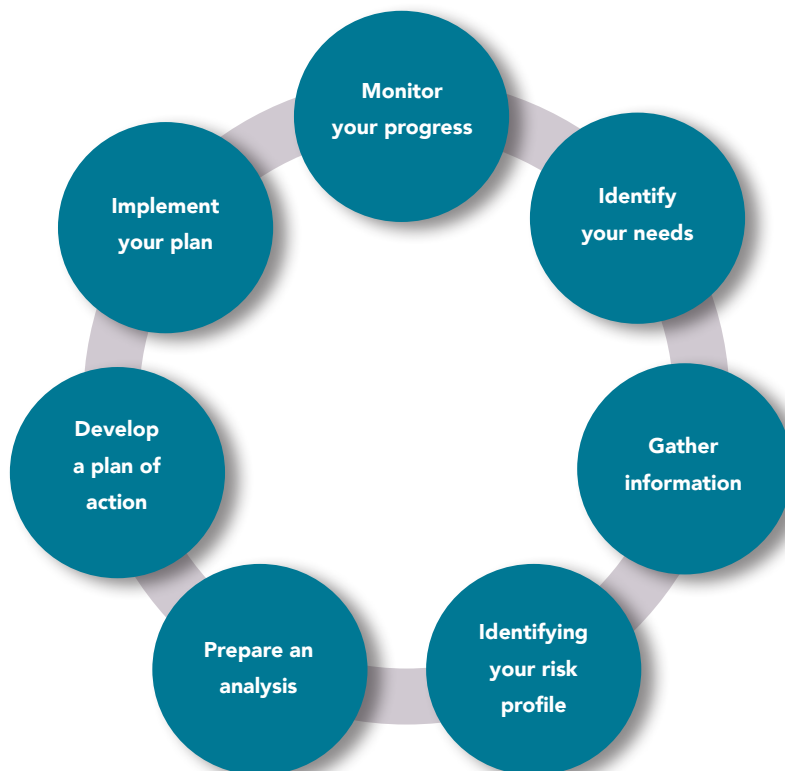 Monitor
your progress
Identify
your needs
Gather
information
Identifying
your risk
profile
Prepare an
analysis
Develop
a plan of
action
Implement
your plan